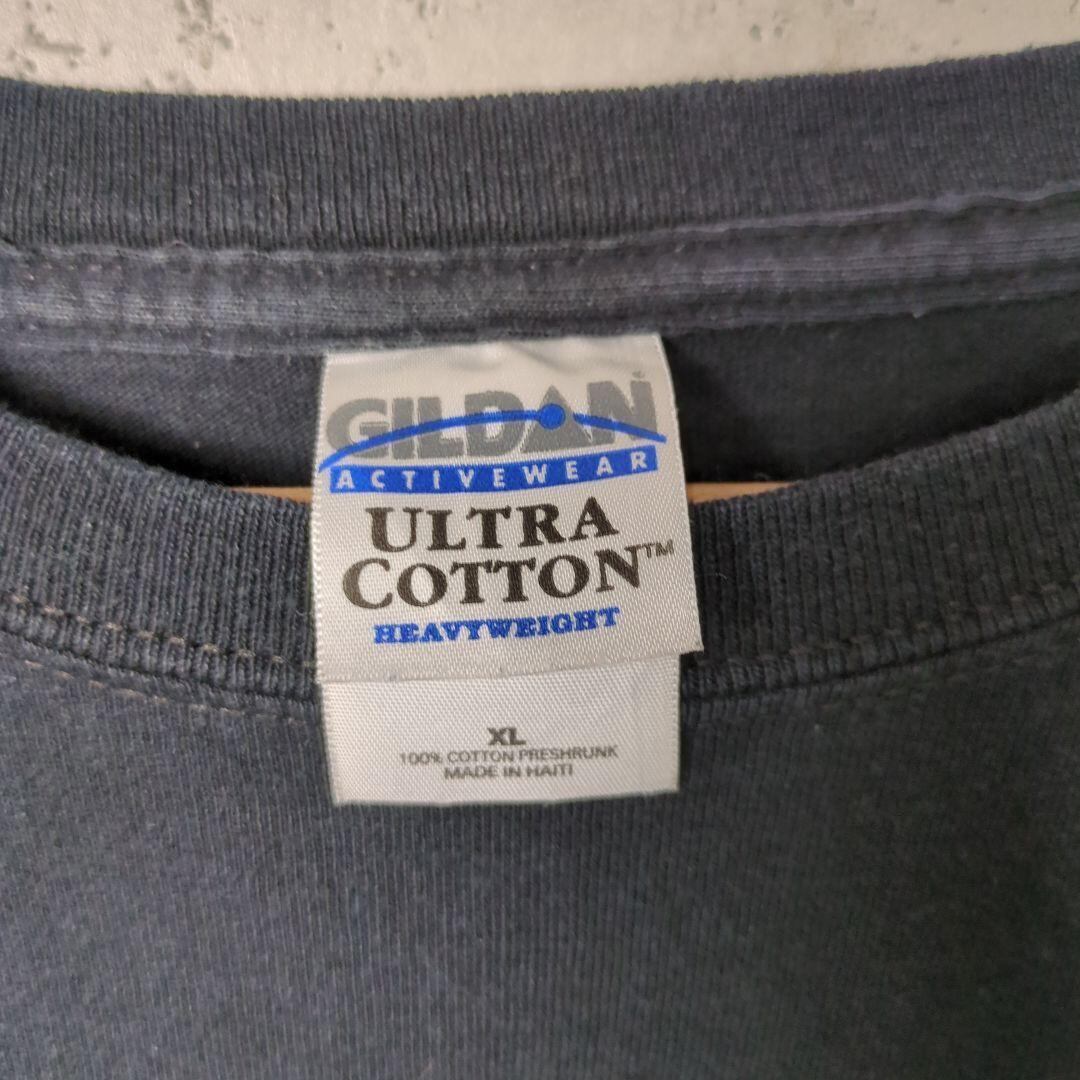 GILDAN
ACTIVEWEAR
ULTRA
COTTON™
HEAVYWEIGHT
XL
100% COTTON PRESHRUNK
MADE IN HAITI